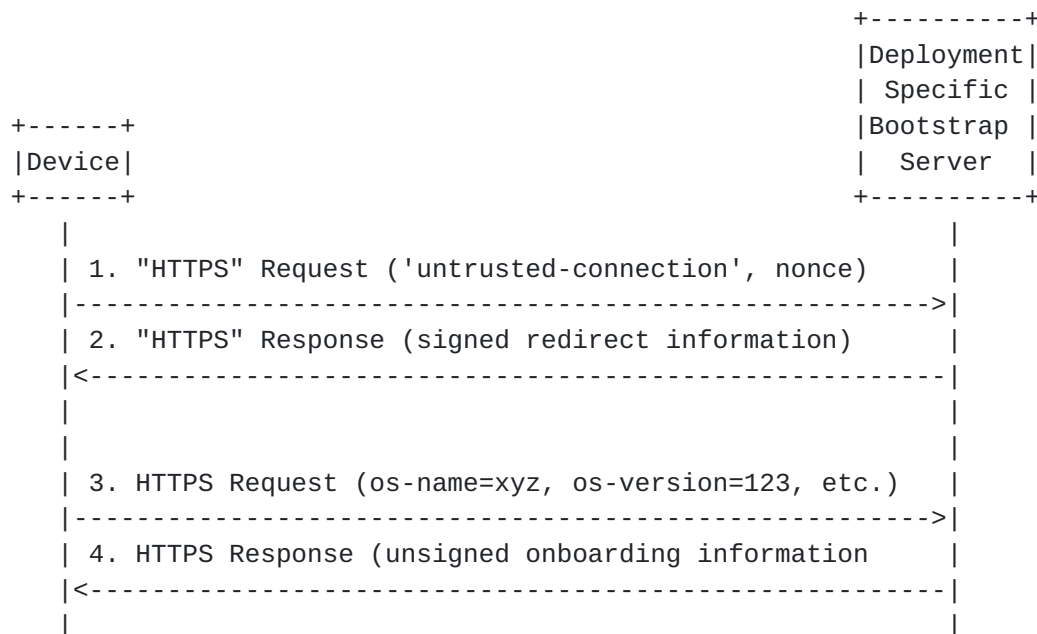 +----------+
                                                      |Deployment|
                                                      | Specific |
+------+                                              |Bootstrap |
|Device|                                              |  Server  |
+------+                                              +----------+
   |                                                        |
   | 1. "HTTPS" Request ('untrusted-connection', nonce)     |
   |------------------------------------------------------->|
   | 2. "HTTPS" Response (signed redirect information)      |
   |<-------------------------------------------------------|
   |                                                        |
   |                                                        |
   | 3. HTTPS Request (os-name=xyz, os-version=123, etc.)   |
   |------------------------------------------------------->|
   | 4. HTTPS Response (unsigned onboarding information     |
   |<-------------------------------------------------------|
   |                                                        |